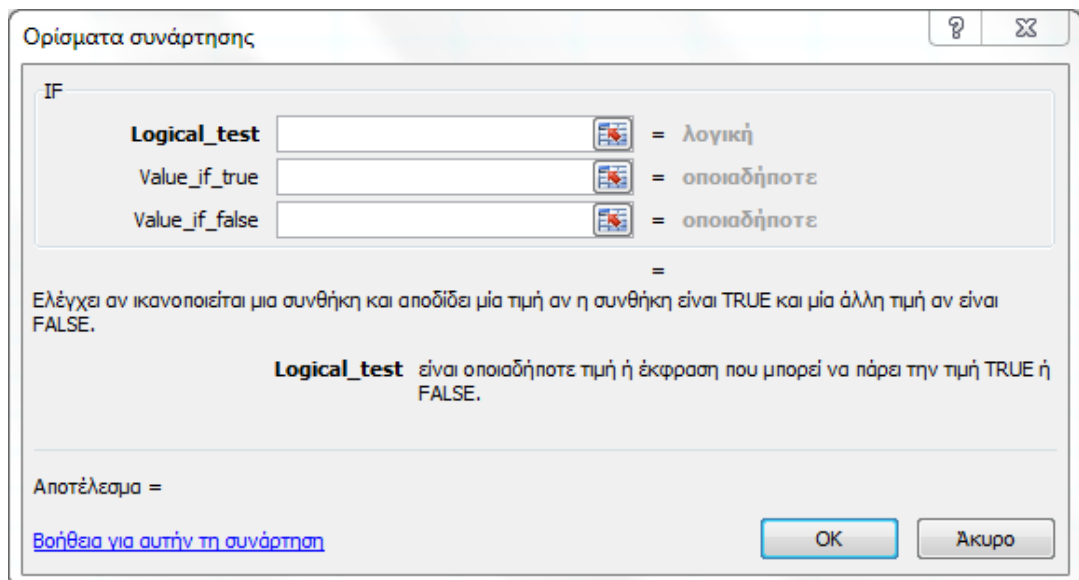 Ορίσματα συνάρτησης
IF
Logical_test = λογική
Value_if_true = οποιαδήποτε
Value_if_false = οποιαδήποτε
=
Ελέγχει αν ικανοποιείται μια συνθήκη και αποδίδει μία τιμή αν η συνθήκη είναι TRUE και μία άλλη τιμή αν είναι
FALSE.
Logical_test είναι οποιαδήποτε τιμή ή έκφραση που μπορεί να πάρει την τιμή TRUE ή
FALSE.
Αποτέλεσμα =
Βοήθεια για αυτήν τη συνάρτηση
OK
Άκυρο